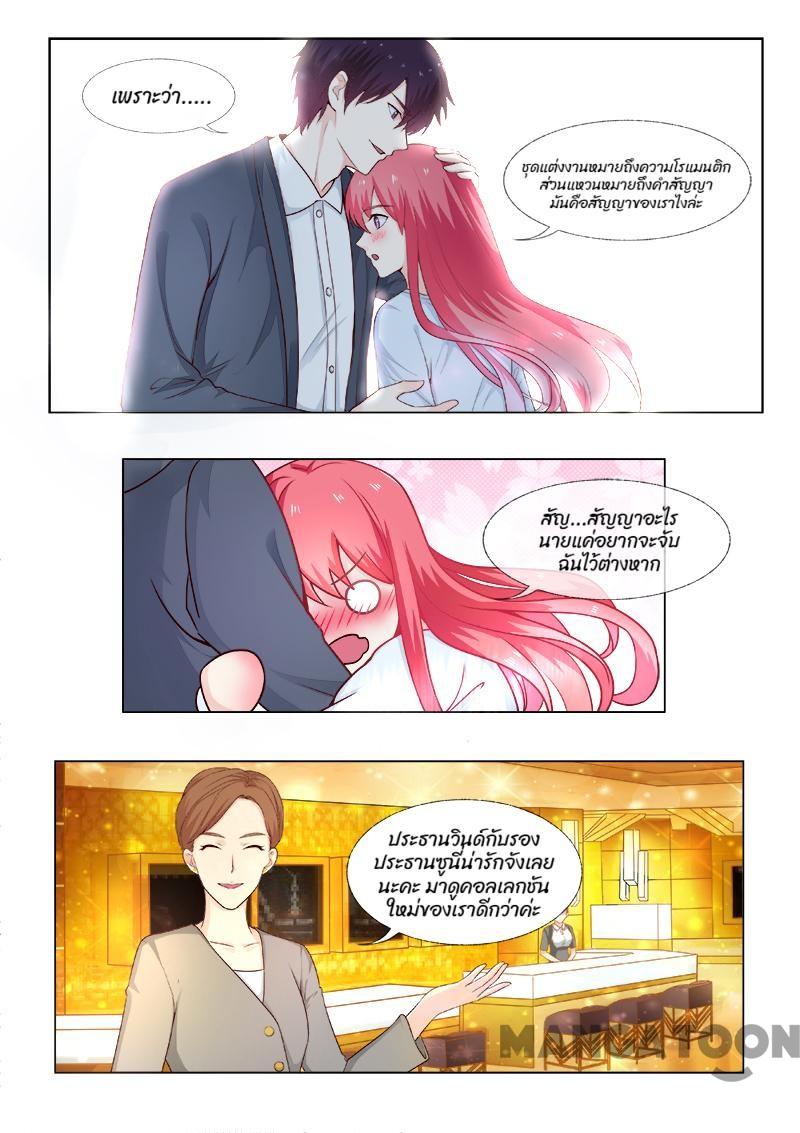 เพราะว่า.....
ชุดแต่งงานหมายถึงความโรแมนติก
ส่วนแหวนหมายถึงคำสัญญา
มันคือสัญญาของเราไงล่ะ
สัญ...สัญญาอะไร
นายแค่อยากจะจับ
ฉันไว้ต่างหาก
ประธานวินด์กับรอง
ประธานซูนี่น่ารักจังเลย
นะคะ มาดูคอลเลกชัน
ใหม่ของเราดีกว่าค่ะ
MANGATOON